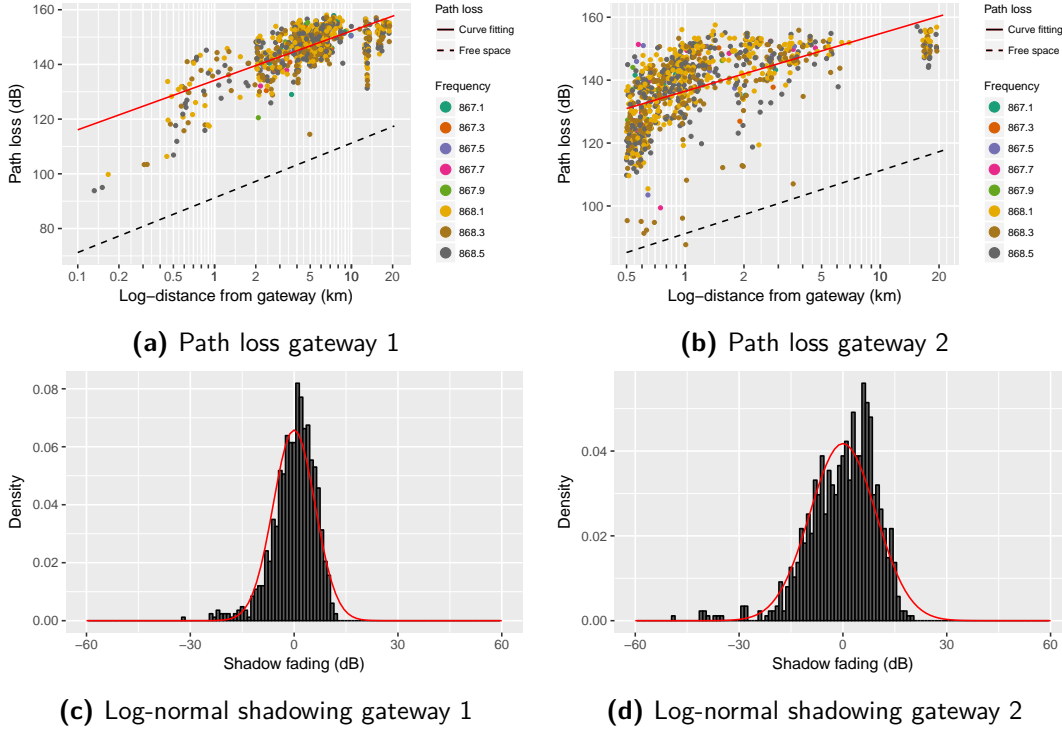 160
140
120
100
80
Path loss (dB)
0.1 0.2 0.5 1 2 5 10 20
Log−distance from gateway (km)
Path loss
Curve fitting
Free space
Frequency
867.1
867.3
867.5
867.7
867.9
868.1
868.3
868.5
(a) Path loss gateway 1
160
140
120
100
Path loss (dB)
0.5 1 2 5 10 20
Log−distance from gateway (km)
Path loss
Curve fitting
Free space
Frequency
867.1
867.3
867.5
867.7
867.9
868.1
868.3
868.5
(b) Path loss gateway 2
0.08
0.06
0.04
0.02
0.00
Density
−60 −30 0 30 60
Shadow fading (dB)
(c) Log-normal shadowing gateway 1
0.04
0.02
0.00
Density
−60 −30 0 30 60
Shadow fading (dB)
(d) Log-normal shadowing gateway 2